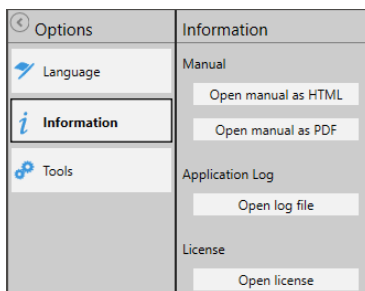 Options
Language
Information
Tools
Information
Manual
Open manual as HTML
Open manual as PDF
Application Log
Open log file
License
Open license